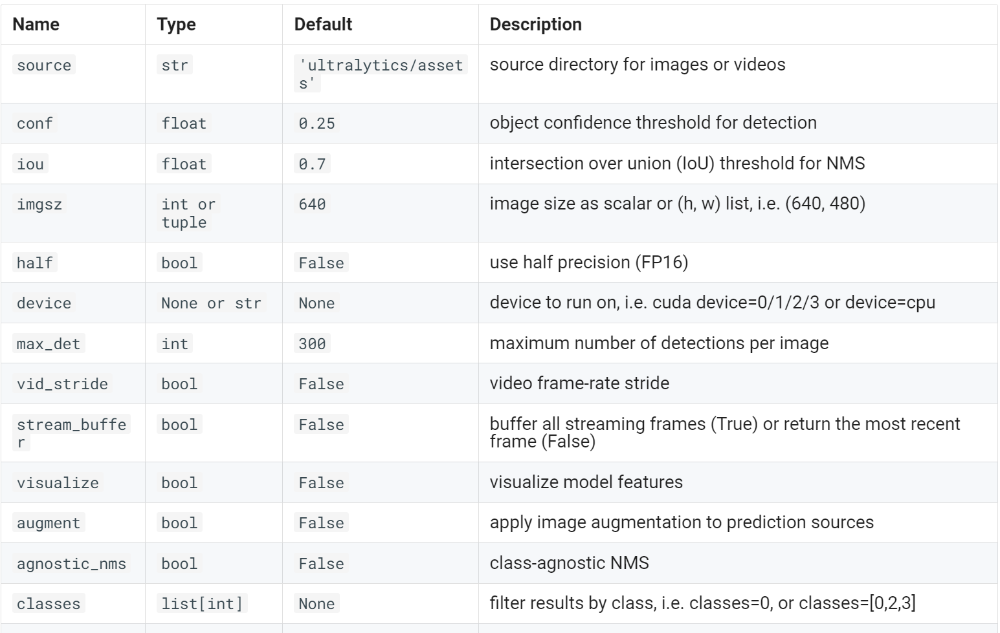 Name Type Default Description
source str 'ultralytics/asset source directory for images or videos
s'
conf float 0.25 object confidence threshold for detection
iou float 0.7 intersection over union (IoU) threshold for NMS
imgsz int or 640 image size as scalar or (h, w) list, i.e. (640, 480)
tuple
half bool False use half precision (FP16)
device None or str None device to run on, i.e. cuda device=0/1/2/3 or device=cpu
max_det int 300 maximum number of detections per image
vid_stride bool False video frame-rate stride
stream_buffe bool False buffer all streaming frames (True) or return the most recent
r frame (False)
visualize bool False visualize model features
augment bool False apply image augmentation to prediction sources
agnostic_nms bool False class-agnostic NMS
classes list[int] None filter results by class, i.e. classes=0, or classes=[0,2,3]